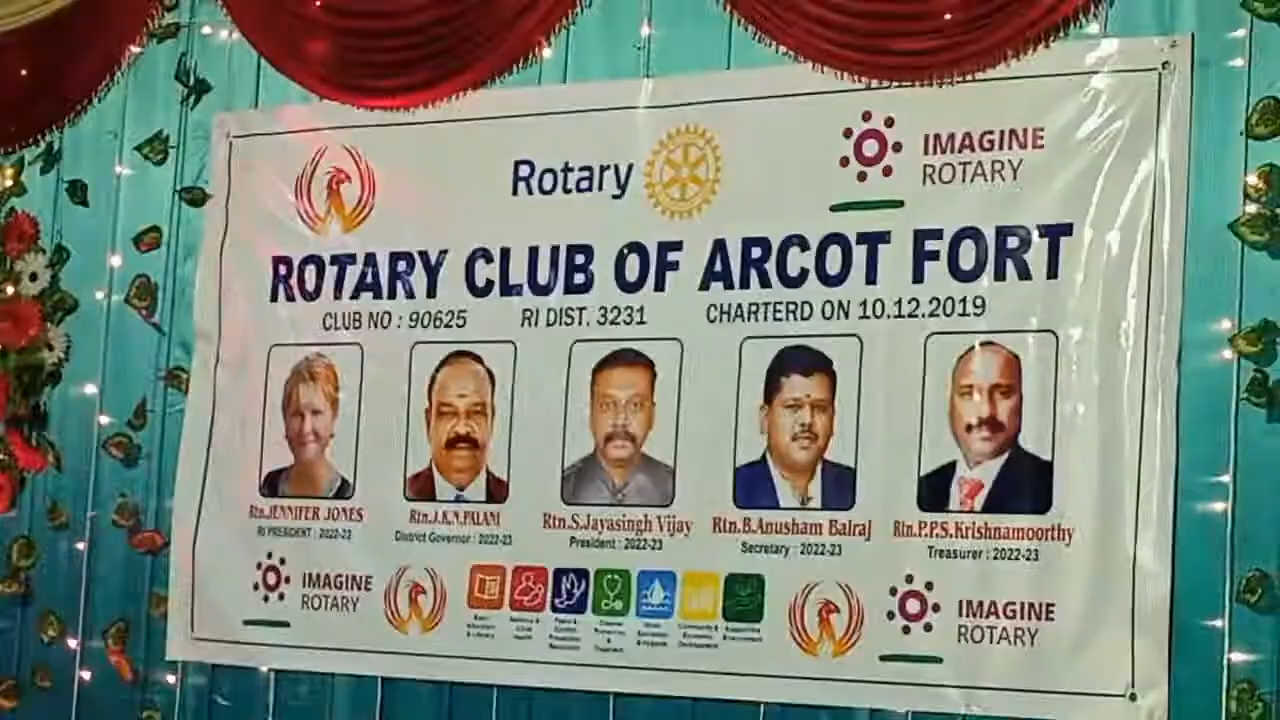 Rotary
IMAGINE
ROTARY
ROTARY CLUB OF ARCOT FORT
CLUB NO : 90625 RI DIST. 3231 CHARTERD ON 10.12.2019
Rtn.JENNIFER JONES
RI PRESIDENT : 2022-23
Rtn.J.K.N.PALANI
District Governor : 2022-23
Rtn.S.Jayasingh Vijay
President : 2022-23
Rtn.B.Anusham Balraj
Secretary : 2022-23
Rtn.P.P.S.Krishnamoorthy
Treasurer : 2022-23
IMAGINE
ROTARY
IMAGINE
ROTARY